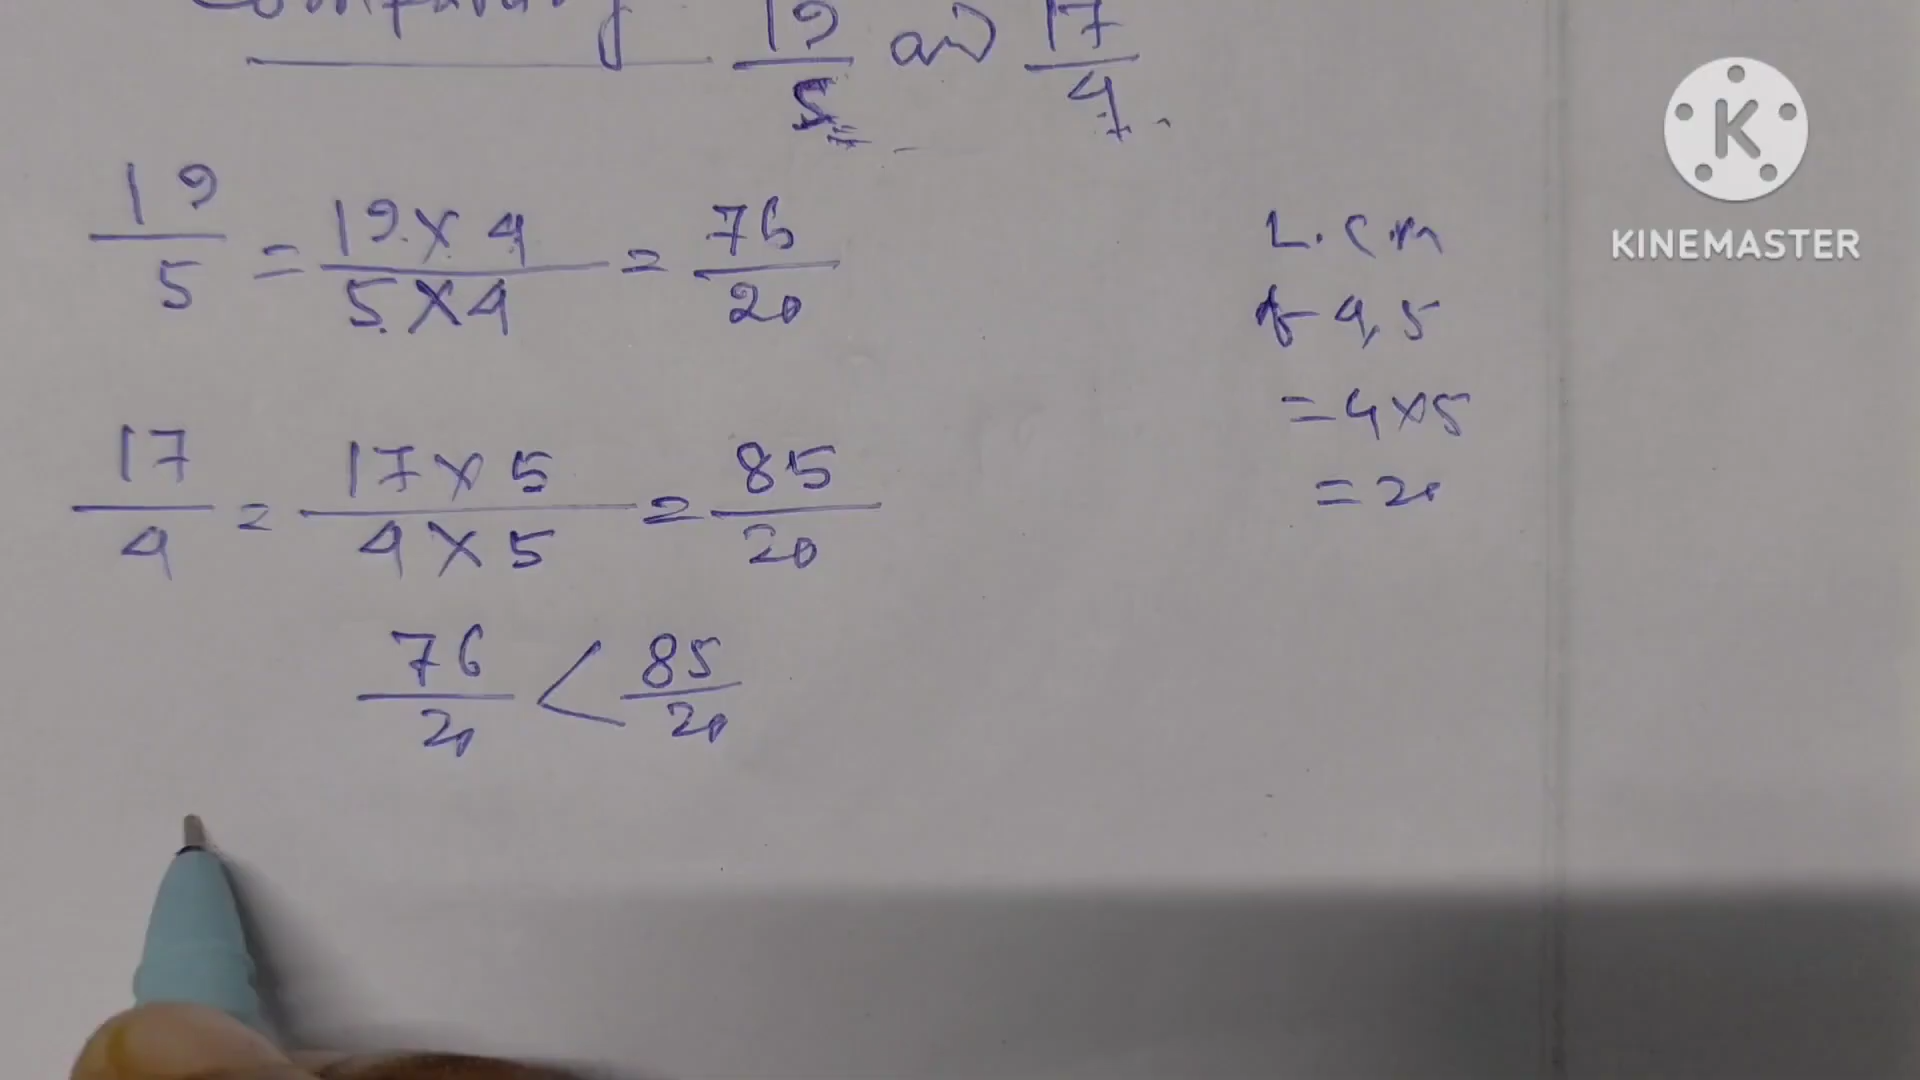 Comparing 19/5 and 17/4.
19/5 = 19×4/5×4 = 76/20
17/4 = 17×5/4×5 = 85/20
76/20 < 85/20
L.C.M
of 4,5
=4×5
=20
KINEMASTER